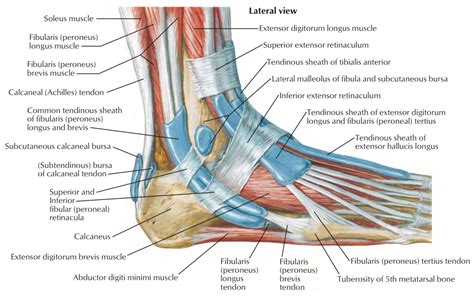 Lateral view
Soleus muscle
Fibularis (peroneus)
longus muscle
Fibularis (peroneus)
brevis muscle
Calcaneal (Achilles) tendon
Common tendinous sheath
of fibularis (peroneus)
longus and brevis
Subcutaneous calcaneal bursa
(Subtendinous) bursa
of calcaneal tendon
Superior and
Inferior
fibular (peroneal)
retinacula
Calcaneus
Extensor digitorum brevis muscle
Abductor digiti minimi muscle
Extensor digitorum longus muscle
Superior extensor retinaculum
Tendinous sheath of tibialis anterior
Lateral malleolus of fibula and subcutaneous bursa
Inferior extensor retinaculum
Tendinous sheath of extensor digitorum
longus and fibularis (peroneus) tertius
Tendinous sheath of
extensor hallucis longus
Fibularis
(peroneus)
longus
tendon
Fibularis
(peroneus)
brevis
tendon
Fibularis (peroneus) tertius tendon
Tuberosity of 5th metatarsal bone